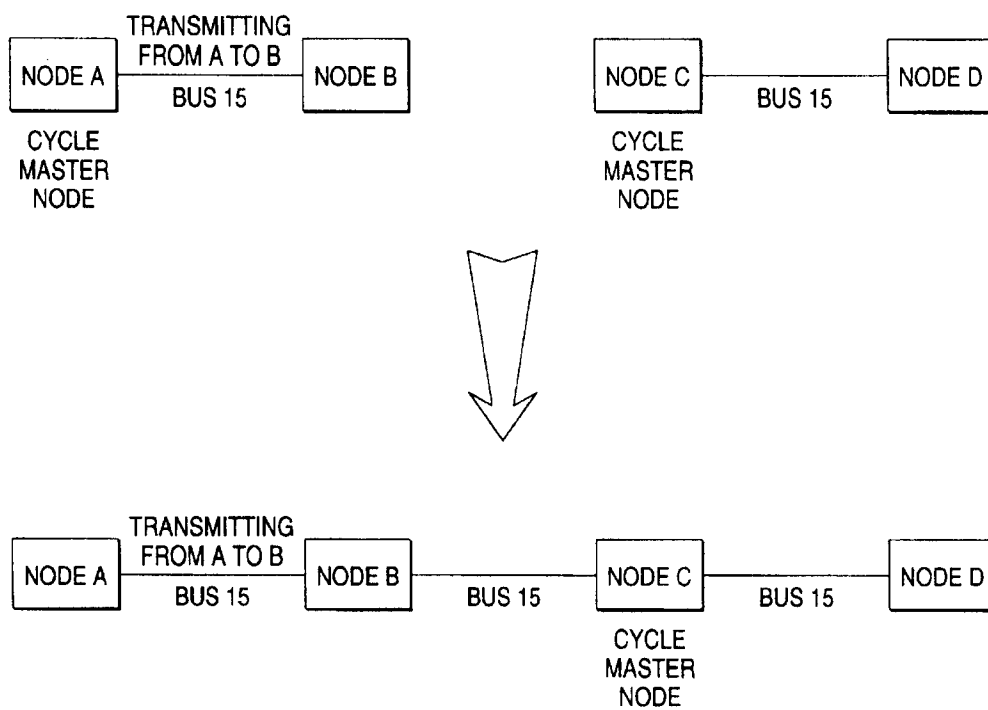 TRANSMITTING
FROM A TO B
NODE A
BUS 15
NODE B
NODE C
BUS 15
NODE D
CYCLE
MASTER
NODE
CYCLE
MASTER
NODE
TRANSMITTING
FROM A TO B
NODE A
BUS 15
NODE B
BUS 15
NODE C
BUS 15
NODE D
CYCLE
MASTER
NODE